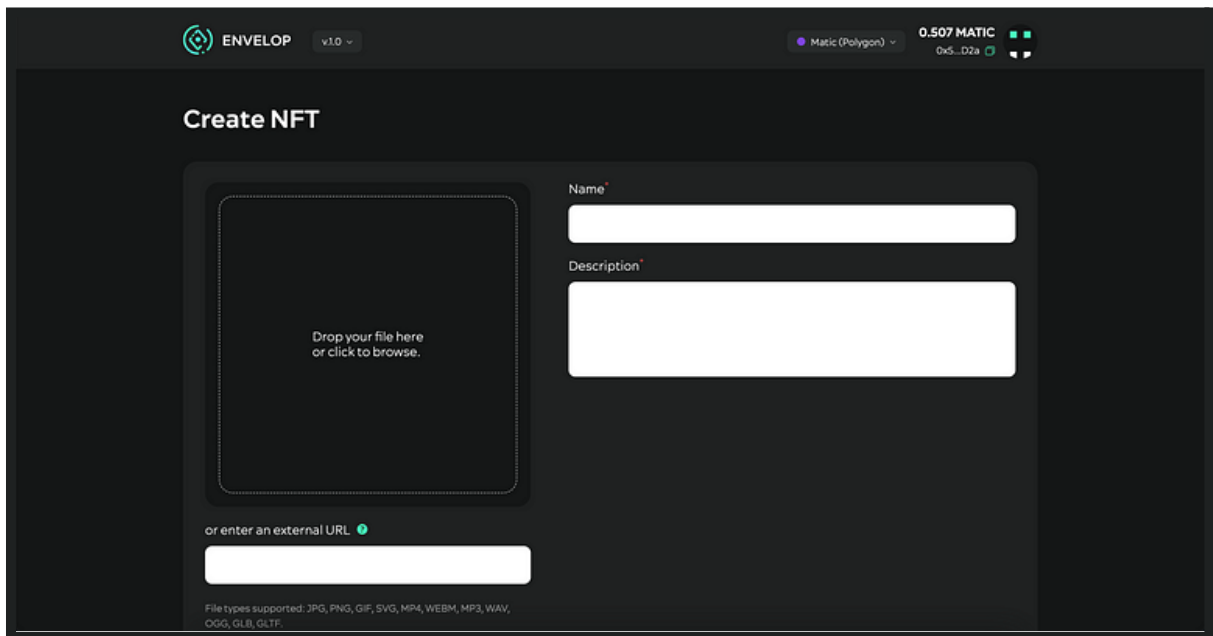 ENVELOP
v.1.0
Matic (Polygon)
0.507 MATIC
0x5...D2a
Create NFT
Drop your file here
or click to browse.
or enter an external URL ?
File types supported: JPG, PNG, GIF, SVG, MP4, WEBM, MP3, WAV,
OGG, GLB, GLTF.
Name*
Description*